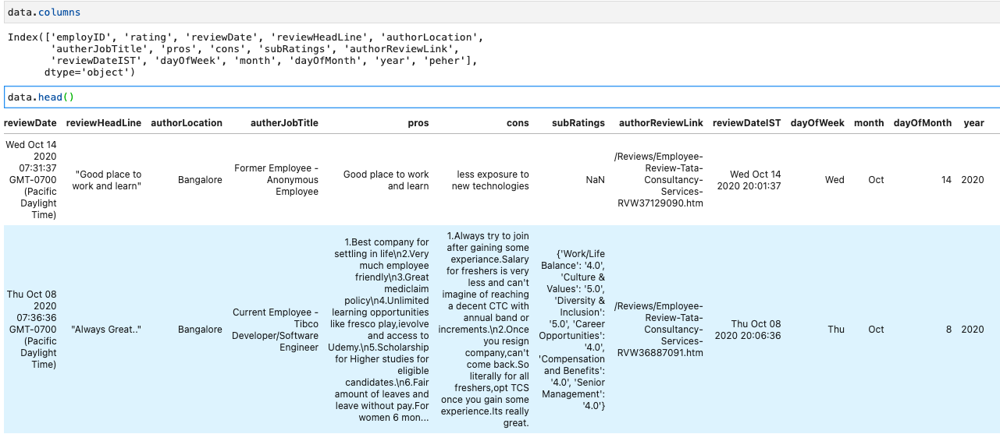 data.columns
Index(['employID', 'rating', 'reviewDate', 'reviewHeadLine', 'authorLocation',
'autherJobTitle', 'pros', 'cons', 'subRatings', 'authorReviewLink',
'reviewDateIST', 'dayOfWeek', 'month', 'dayOfMonth', 'year', 'peher'],
dtype='object')
data.head()
reviewDate reviewHeadLine authorLocation autherJobTitle pros cons subRatings authorReviewLink reviewDateIST dayOfWeek month dayOfMonth year
Wed Oct 14
2020
07:31:37
GMT-0700
(Pacific
Daylight
Time)
"Good place to
work and learn"
Bangalore
Former Employee -
Anonymous
Employee
Good place to work
and learn
less exposure to
new technologies
NaN
/Reviews/Employee-
Review-Tata-
Consultancy-
Services-
RVW37129090.htm
Wed Oct 14
2020 20:01:37
Wed
Oct
14
2020
Thu Oct 08
2020
07:36:36
GMT-0700
(Pacific
Daylight
Time)
"Always Great.."
Bangalore
Current Employee -
Tibco
Developer/Software
Engineer
1.Best company for
settling in life\n2.Very
much employee
friendly\n3.Great
mediclaim
policy\n4.Unlimited
learning opportunities
like fresco play,ievolve
and access to
Udemy.\n5.Scholarship
for Higher studies for
eligible
candidates.\n6.Fair
amount of leaves and
leave without pay.For
women 6 mon...
1.Always try to join
after gaining some
experiance.Salary
for freshers is very
less and can't
imagine of reaching
a decent CTC with
annual band or
increments.\n2.Once
you resign
company,can't
come back.So
literally for all
freshers,opt TCS
once you gain some
experience.Its really
great.
{'Work/Life
Balance': '4.0',
'Culture &
Values': '5.0',
'Diversity &
Inclusion':
'5.0', 'Career
Opportunities':
'4.0',
'Compensation
and Benefits':
'4.0', 'Senior
Management':
'4.0'}
/Reviews/Employee-
Review-Tata-
Consultancy-
Services-
RVW36887091.htm
Thu Oct 08
2020 20:06:36
Thu
Oct
8
2020